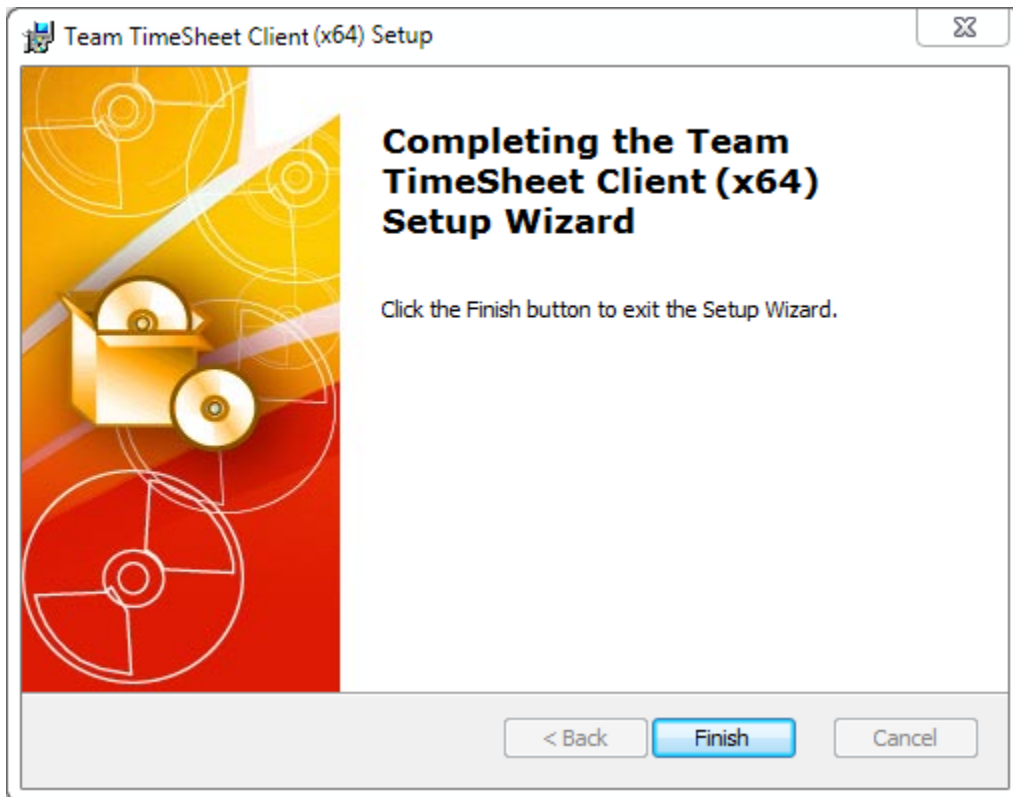 Team TimeSheet Client (x64) Setup
Completing the Team
TimeSheet Client (x64)
Setup Wizard
Click the Finish button to exit the Setup Wizard.
< Back
Finish
Cancel